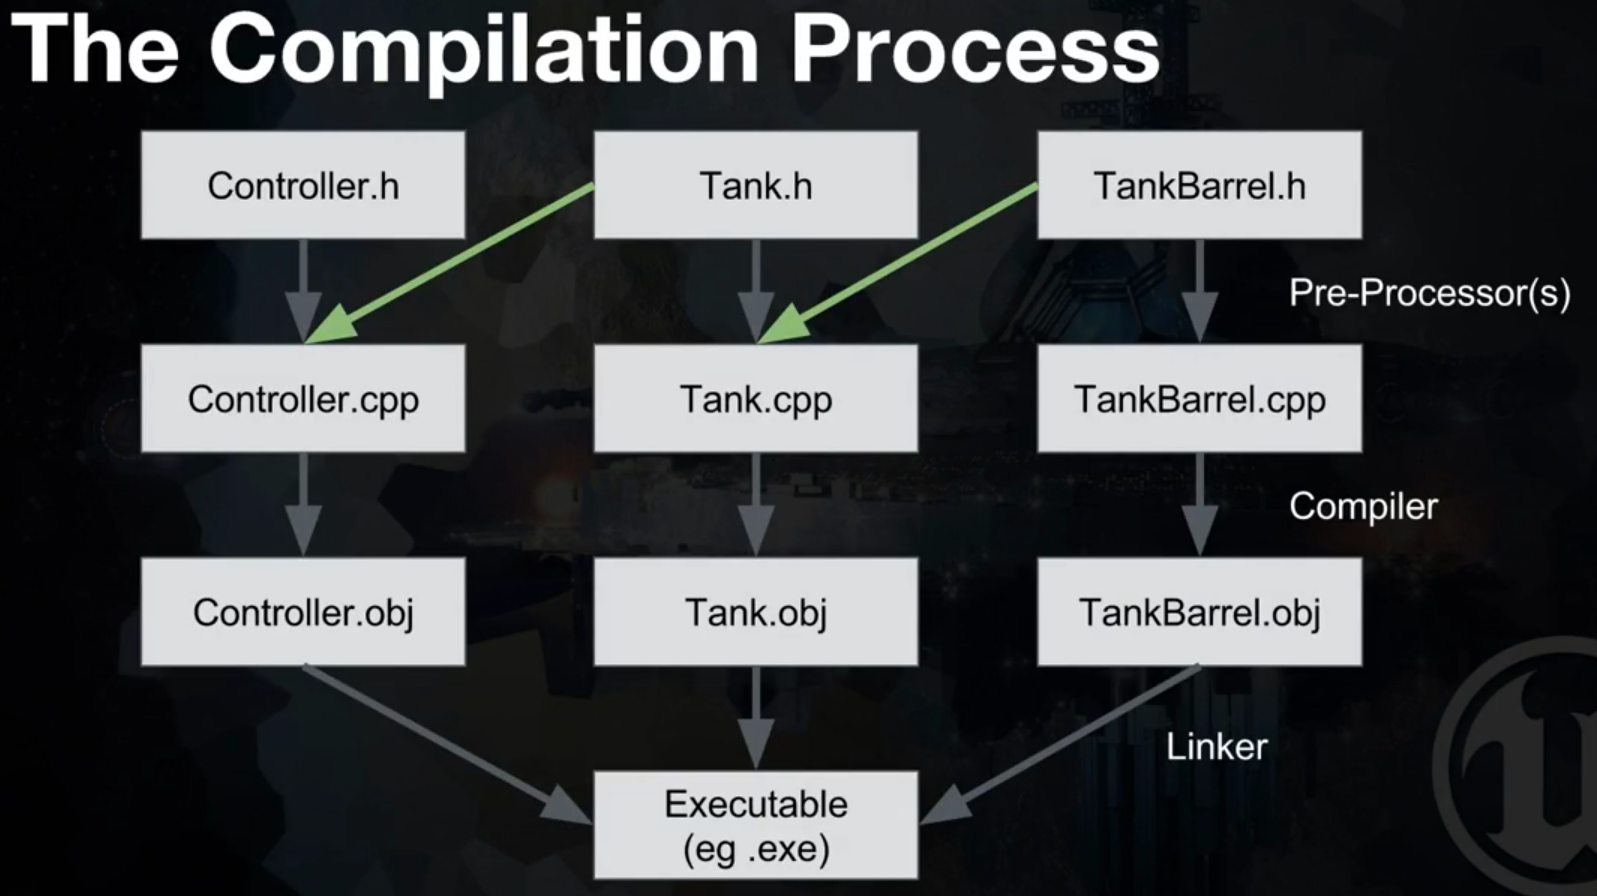 The Compilation Process
Controller.h
Tank.h
TankBarrel.h
Pre-Processor(s)
Controller.cpp
Tank.cpp
TankBarrel.cpp
Compiler
Controller.obj
Tank.obj
TankBarrel.obj
Linker
Executable
(eg .exe)